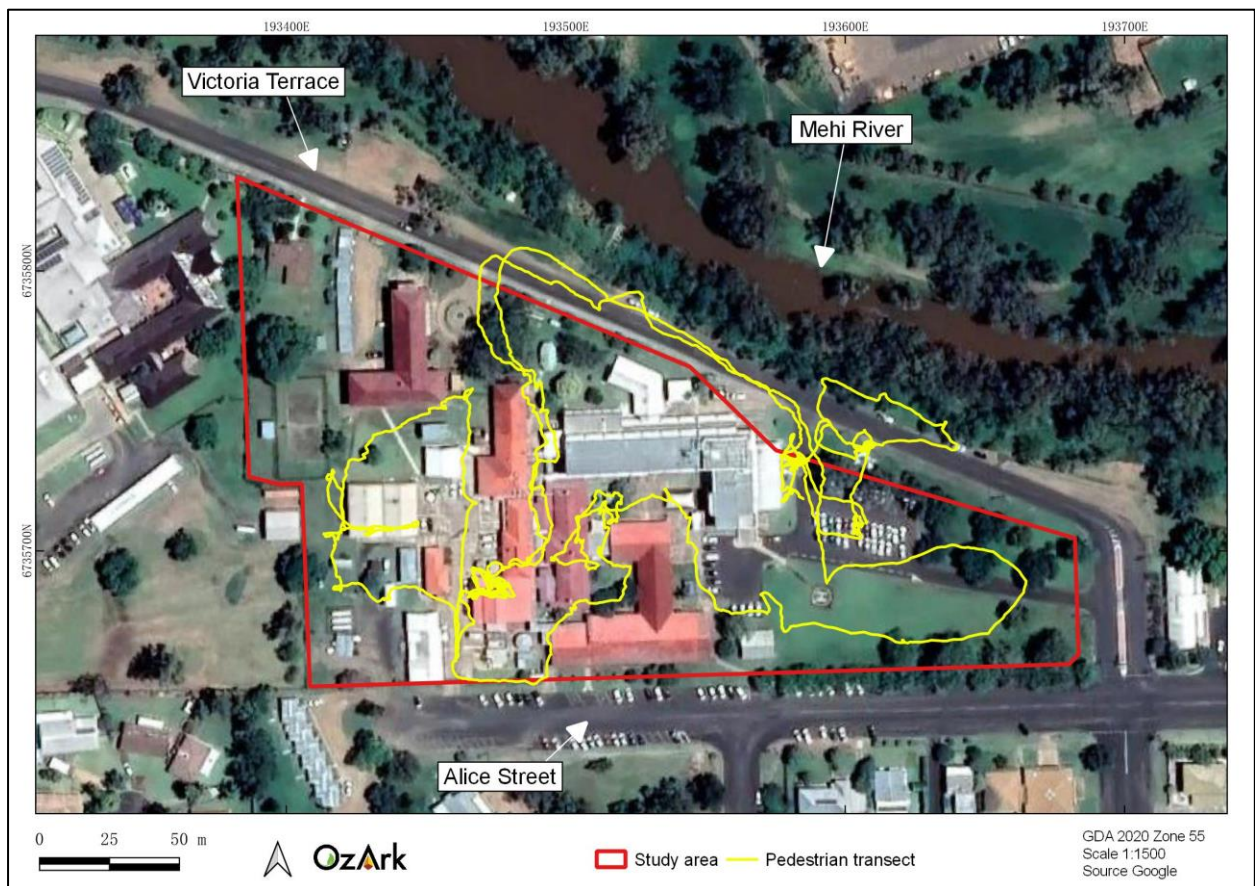 193400E 193500E 193600E 193700E
Victoria Terrace
Mehi River
6735800N
6735700N
Alice Street
0 25 50 m
OzArk
Study area
Pedestrian transect
GDA 2020 Zone 55
Scale 1:1500
Source Google